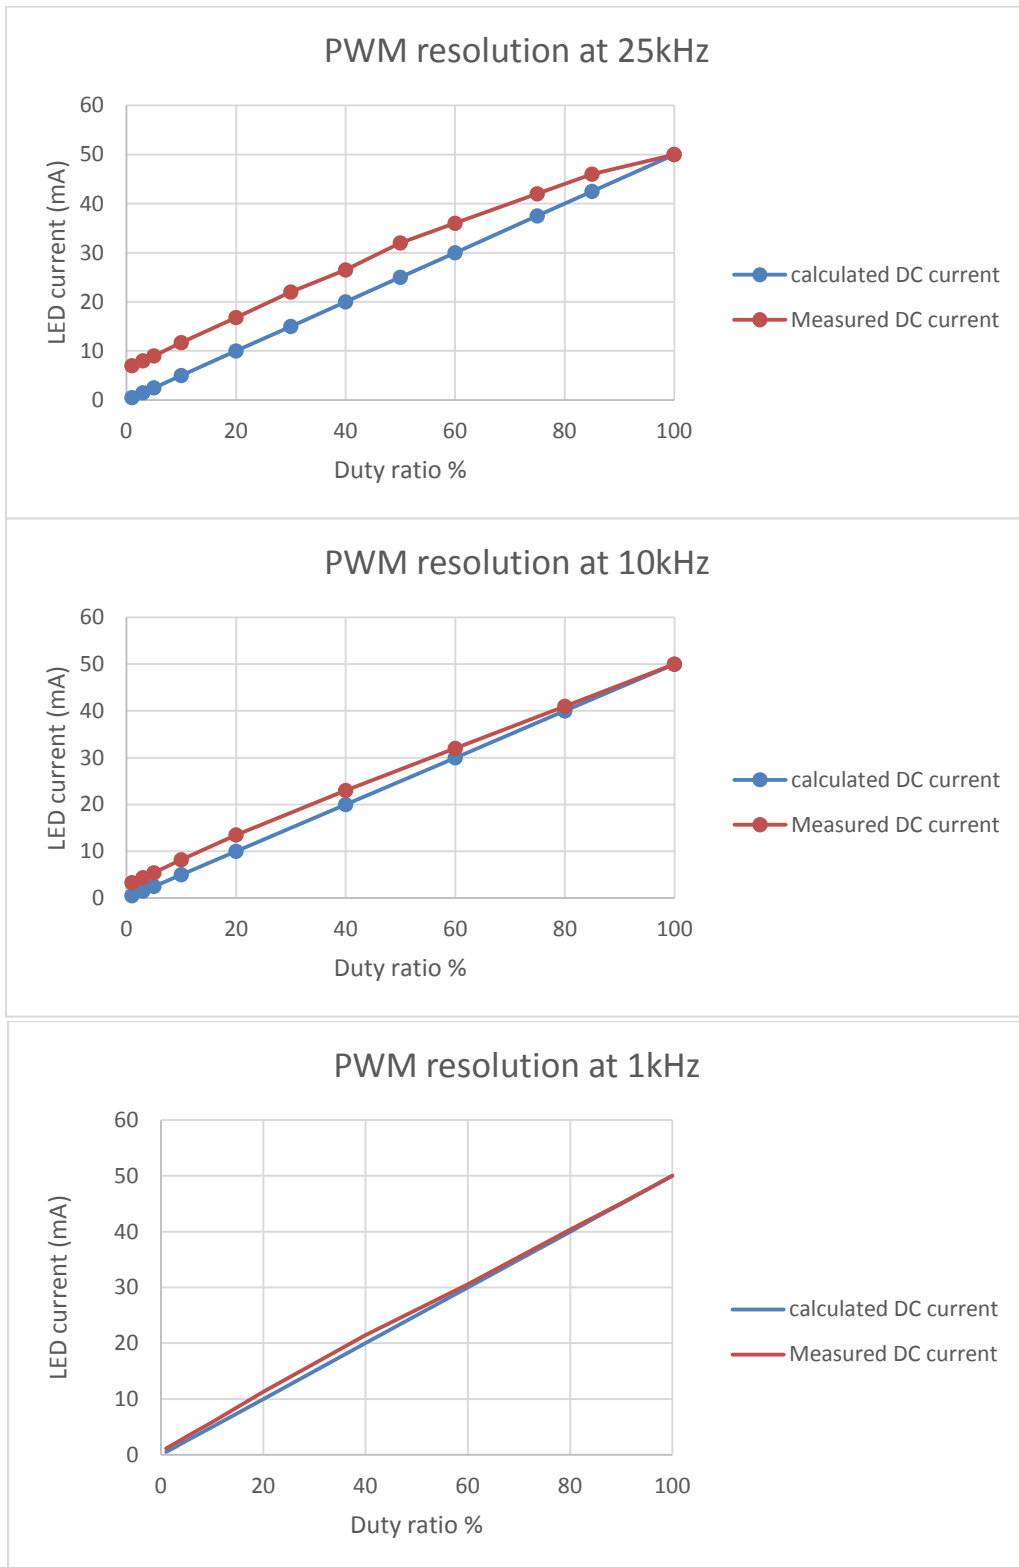 PWM resolution at 25kHz
60
50
40
30
20
10
0
0 20 40 60 80 100
LED current (mA)
Duty ratio %
calculated DC current
Measured DC current
PWM resolution at 10kHz
60
50
40
30
20
10
0
0 20 40 60 80 100
LED current (mA)
Duty ratio %
calculated DC current
Measured DC current
PWM resolution at 1kHz
60
50
40
30
20
10
0
0 20 40 60 80 100
LED current (mA)
Duty ratio %
calculated DC current
Measured DC current